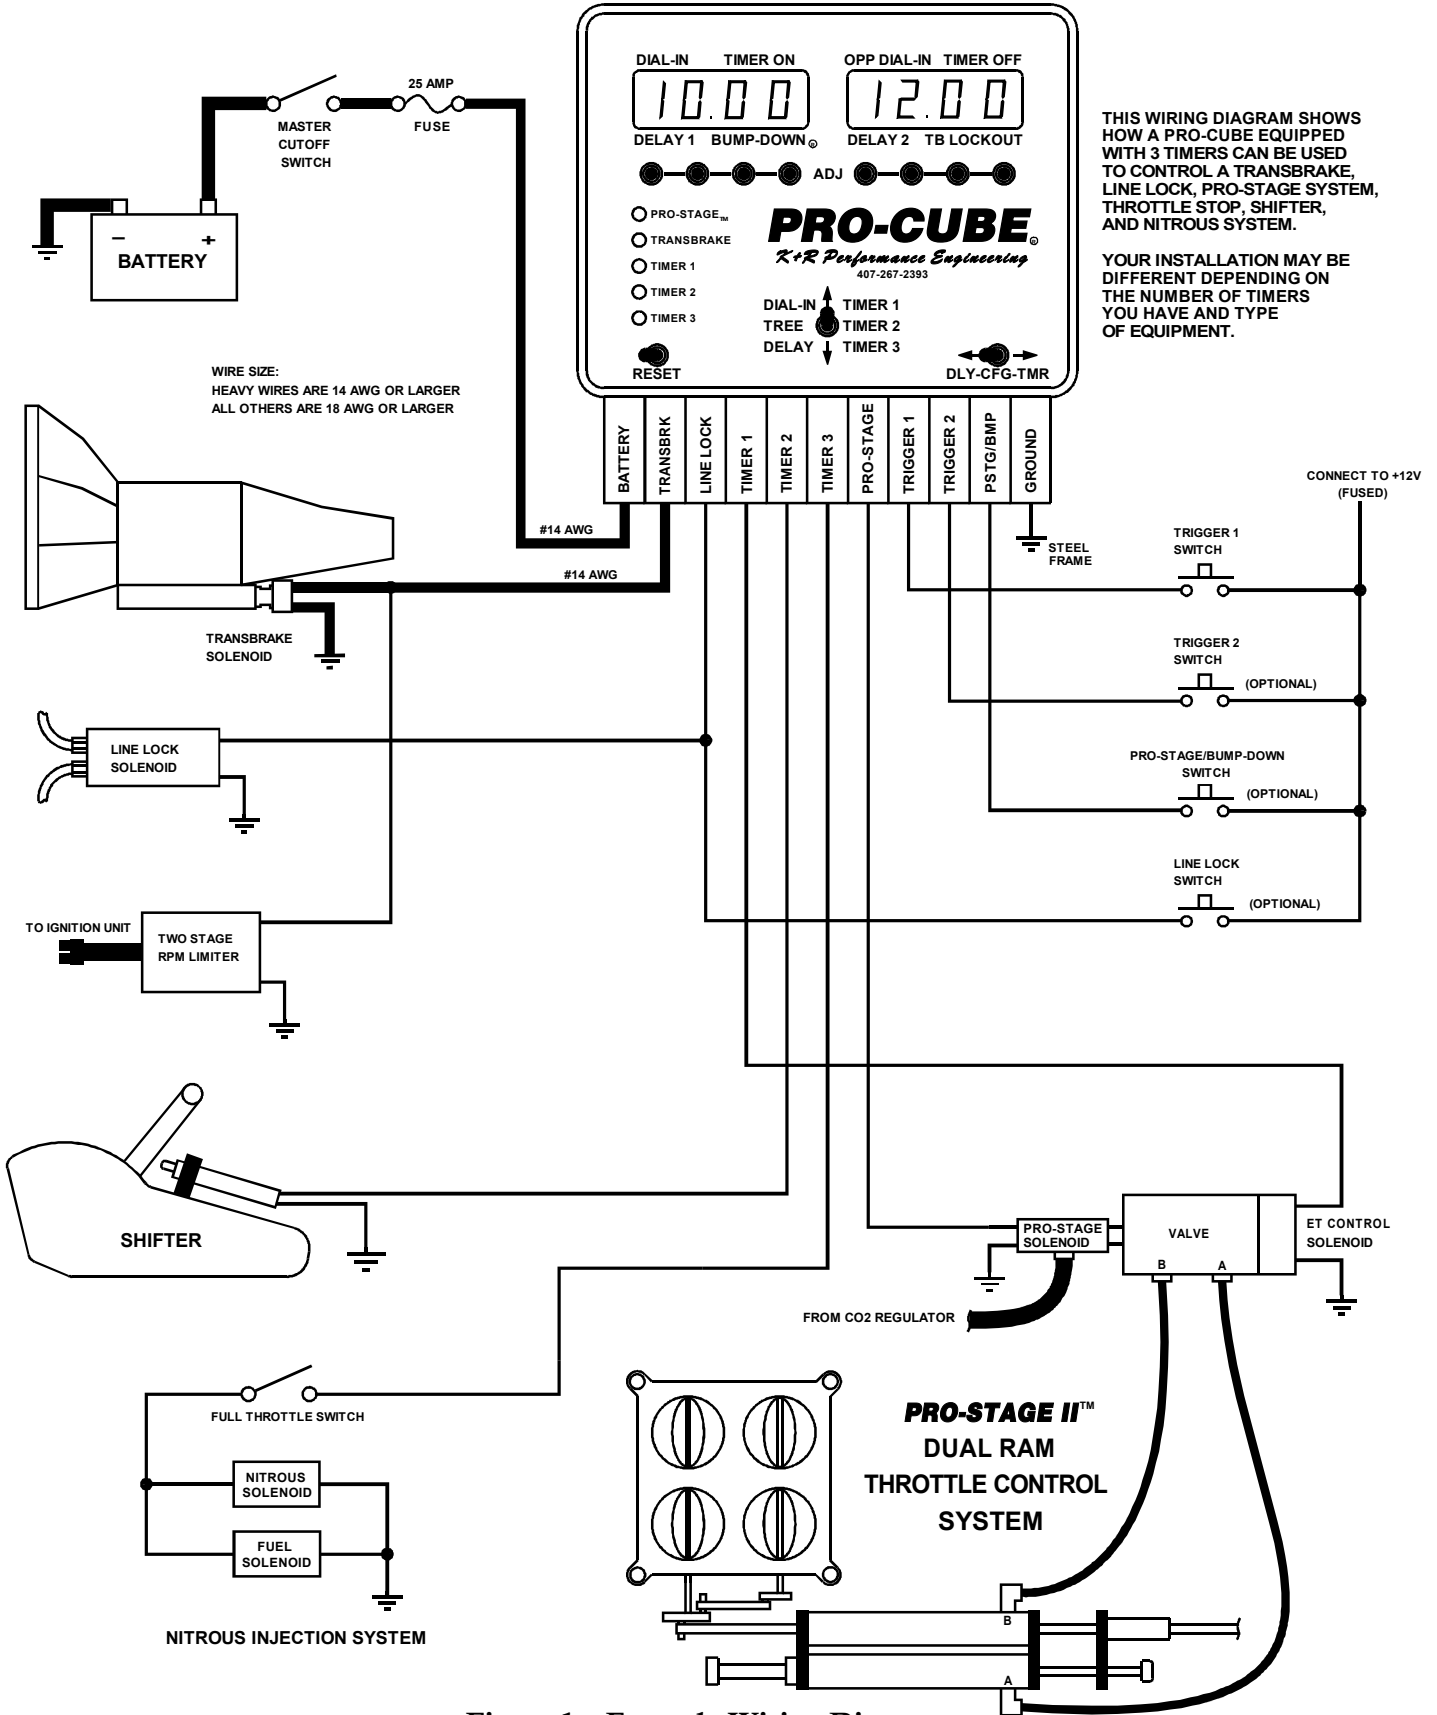 DIAL-IN TIMER ON
OPP DIAL-IN TIMER OFF
10.00
12.00
DELAY 1 BUMP-DOWN®
DELAY 2 TB LOCKOUT
ADJ
PRO-STAGE™
TRANSBRAKE
TIMER 1
TIMER 2
TIMER 3
PRO-CUBE®
K+R Performance Engineering
407-267-2393
DIAL-IN TIMER 1
TREE TIMER 2
DELAY TIMER 3
RESET
DLY-CFG-TMR
BATTERY
TRANSBRK
LINE LOCK
TIMER 1
TIMER 2
TIMER 3
PRO-STAGE
TRIGGER 1
TRIGGER 2
PSTG/BMP
GROUND
25 AMP
FUSE
MASTER
CUTOFF
SWITCH
– +
BATTERY
THIS WIRING DIAGRAM SHOWS
HOW A PRO-CUBE EQUIPPED
WITH 3 TIMERS CAN BE USED
TO CONTROL A TRANSBRAKE,
LINE LOCK, PRO-STAGE SYSTEM,
THROTTLE STOP, SHIFTER,
AND NITROUS SYSTEM.
YOUR INSTALLATION MAY BE
DIFFERENT DEPENDING ON
THE NUMBER OF TIMERS
YOU HAVE AND TYPE
OF EQUIPMENT.
WIRE SIZE:
HEAVY WIRES ARE 14 AWG OR LARGER
ALL OTHERS ARE 18 AWG OR LARGER
#14 AWG
#14 AWG
STEEL
FRAME
CONNECT TO +12V
(FUSED)
TRIGGER 1
SWITCH
TRANSBRAKE
SOLENOID
TRIGGER 2
SWITCH
(OPTIONAL)
LINE LOCK
SOLENOID
PRO-STAGE/BUMP-DOWN
SWITCH
(OPTIONAL)
LINE LOCK
SWITCH
(OPTIONAL)
TO IGNITION UNIT
TWO STAGE
RPM LIMITER
SHIFTER
PRO-STAGE
SOLENOID
VALVE
B A
ET CONTROL
SOLENOID
FROM CO2 REGULATOR
FULL THROTTLE SWITCH
NITROUS
SOLENOID
FUEL
SOLENOID
NITROUS INJECTION SYSTEM
PRO-STAGE II™
DUAL RAM
THROTTLE CONTROL
SYSTEM
B
A